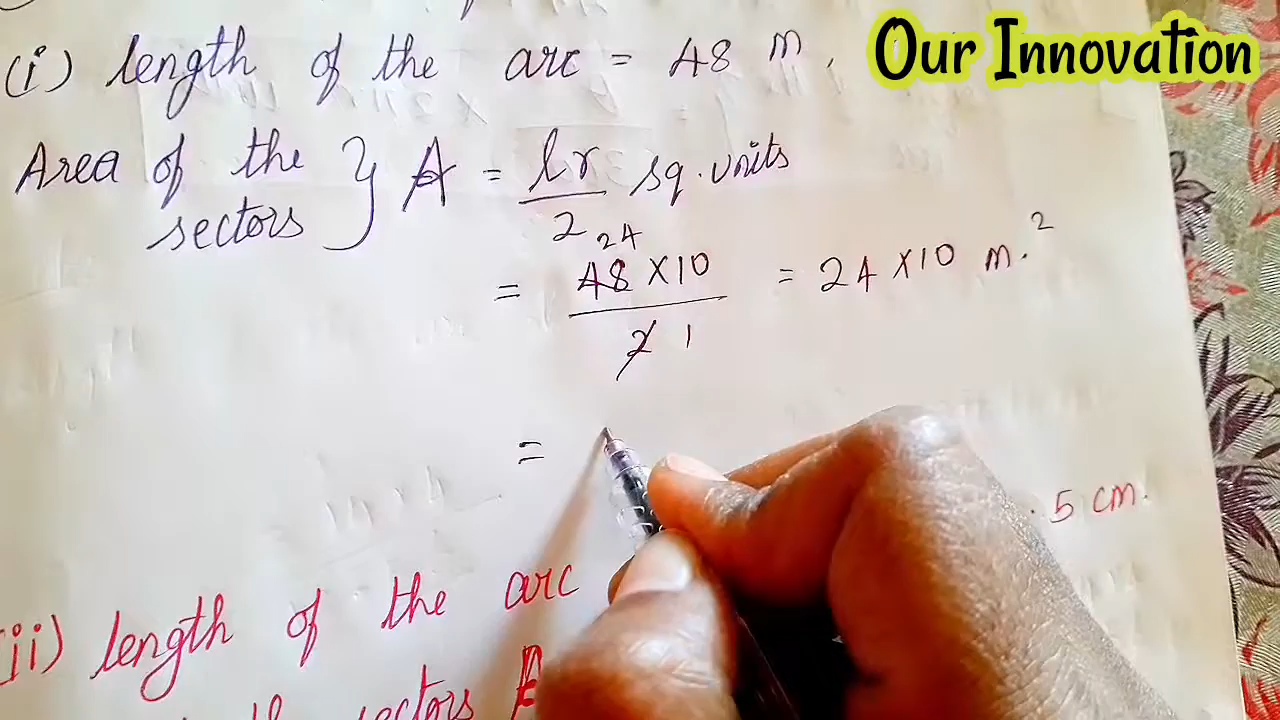 Our Innovation
(i) length of the arc = 48 m.
Area of the sectors } A = lr/2 sq. units
= 48 × 10 / 2 = 24 × 10 m.²
24
1
=
. 5 cm.
(ii) length of the arc
sectors